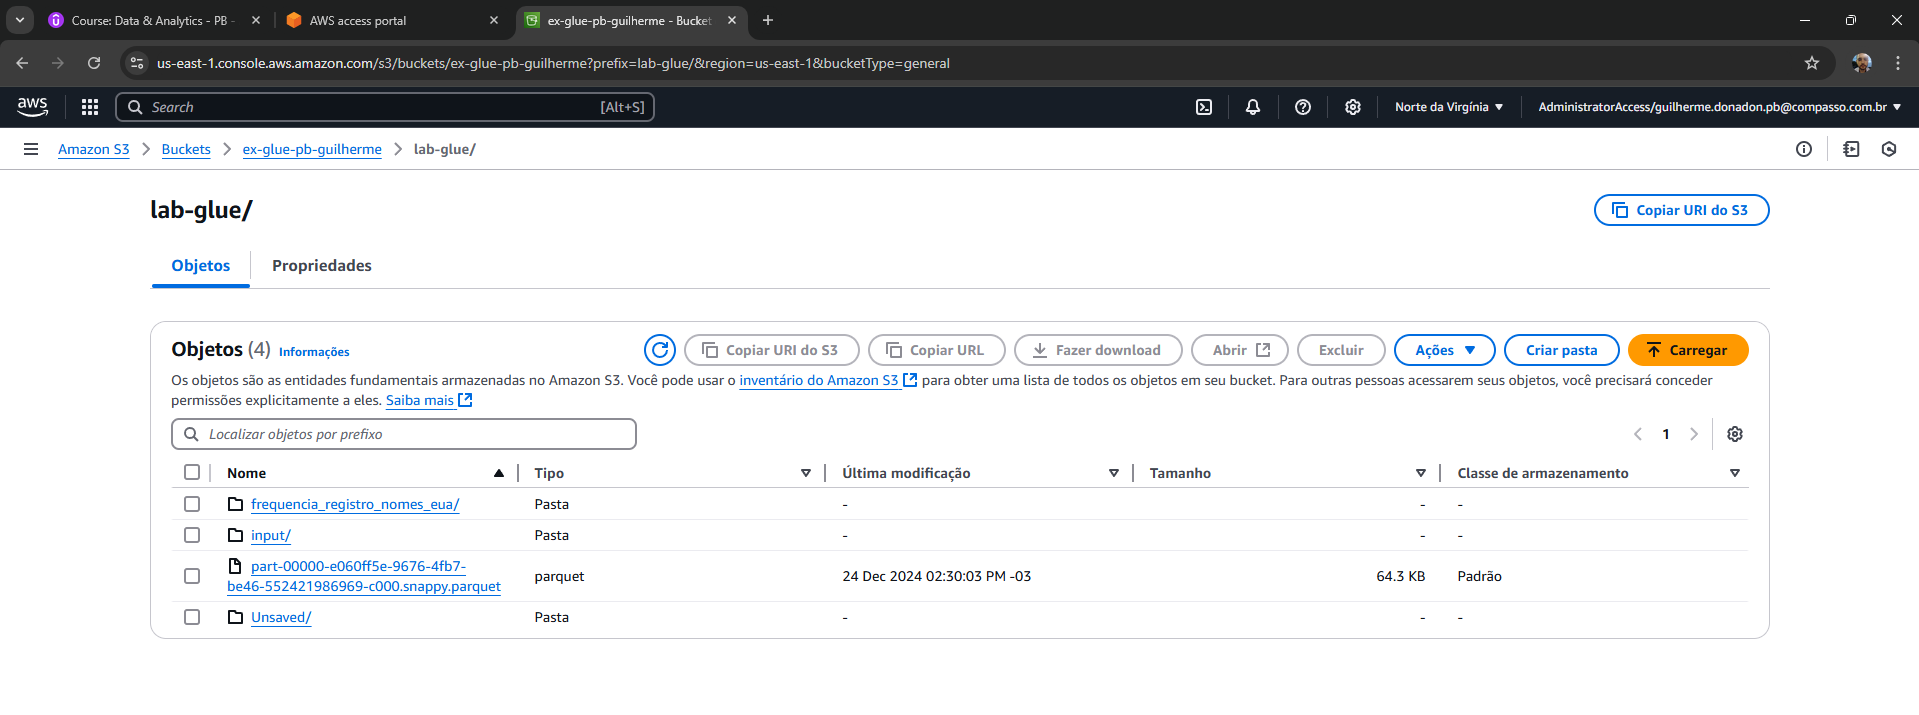 Course: Data & Analytics - PB -
AWS access portal
ex-glue-pb-guilherme - Bucket
us-east-1.console.aws.amazon.com/s3/buckets/ex-glue-pb-guilherme?prefix=lab-glue/&region=us-east-1&bucketType=general
aws
Search
[Alt+S]
Norte da Virgínia
AdministratorAccess/guilherme.donadon.pb@compasso.com.br
Amazon S3
Buckets
ex-glue-pb-guilherme
lab-glue/
lab-glue/
Copiar URI do S3
Objetos
Propriedades
Objetos (4)
Informações
Copiar URI do S3
Copiar URL
Fazer download
Abrir
Excluir
Ações
Criar pasta
Carregar
Os objetos são as entidades fundamentais armazenadas no Amazon S3. Você pode usar o inventário do Amazon S3 para obter uma lista de todos os objetos em seu bucket. Para outras pessoas acessarem seus objetos, você precisará conceder
permissões explicitamente a eles. Saiba mais
Localizar objetos por prefixo
1
Nome
Tipo
Última modificação
Tamanho
Classe de armazenamento
frequencia_registro_nomes_eua/
Pasta
-
-
-
input/
Pasta
-
-
-
part-00000-e060ff5e-9676-4fb7-
be46-552421986969-c000.snappy.parquet
parquet
24 Dec 2024 02:30:03 PM -03
64.3 KB
Padrão
Unsaved/
Pasta
-
-
-